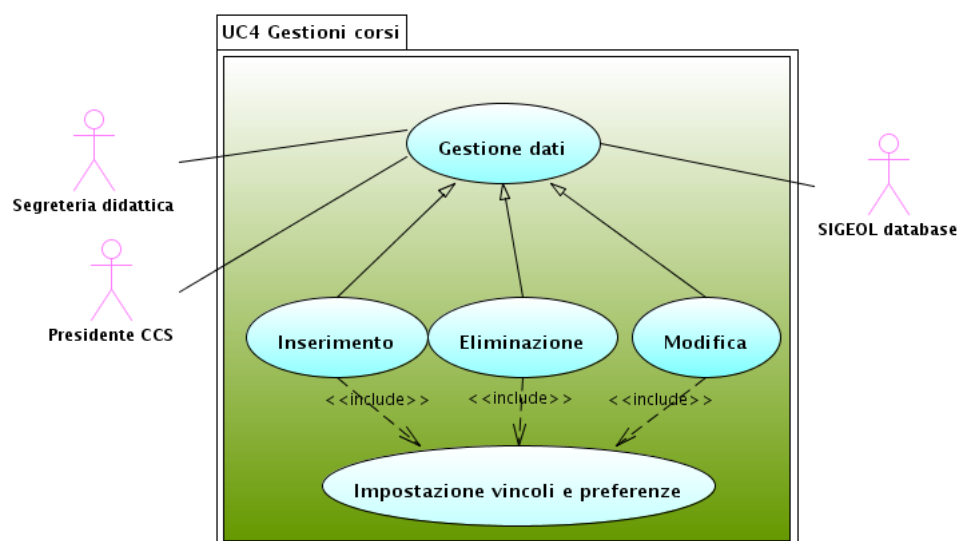 UC4 Gestioni corsi
Gestione dati
Segreteria didattica
SIGEOL database
Presidente CCS
Inserimento
Eliminazione
Modifica
<<include>>
<<include>>
<<include>>
Impostazione vincoli e preferenze